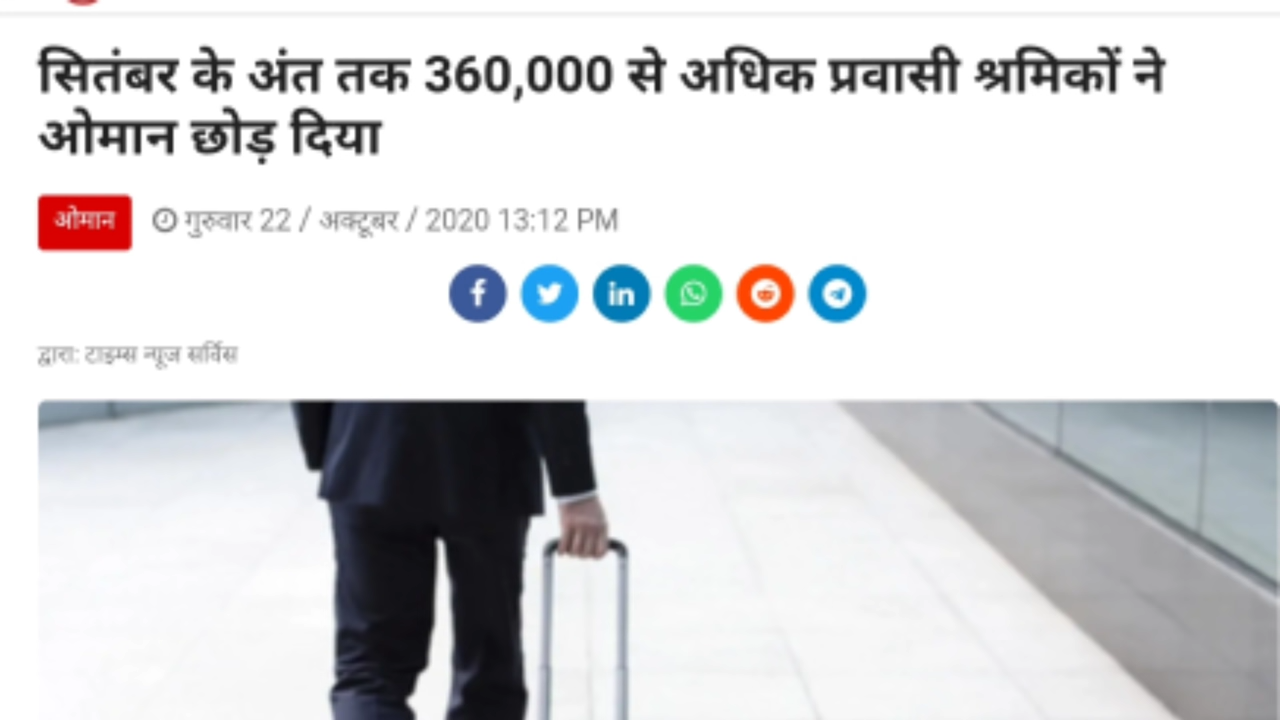 सितंबर के अंत तक 360,000 से अधिक प्रवासी श्रमिकों ने
ओमान छोड़ दिया
ओमान
गुरुवार 22 / अक्टूबर / 2020 13:12 PM
द्वारा: टाइम्स न्यूज सर्विस